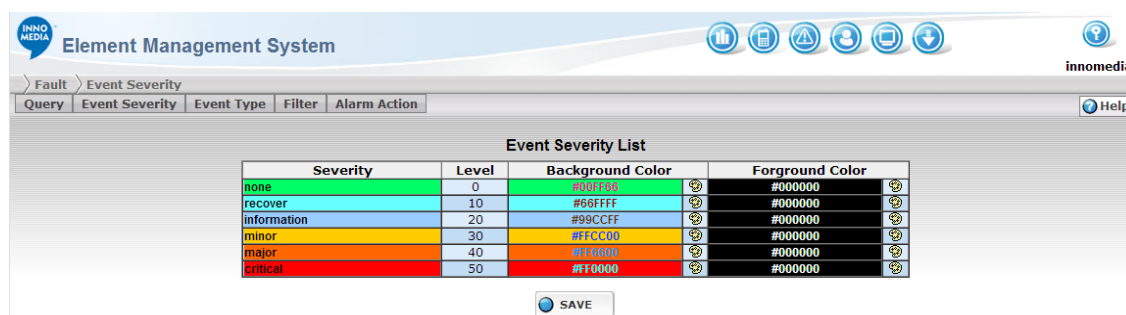 INNO
MEDIA
Element Management System
innomedia
Fault Event Severity
Query Event Severity Event Type Filter Alarm Action Help
Event Severity List
Severity Level Background Color Forground Color
none 0 #00FF66 #000000
recover 10 #66FFFF #000000
information 20 #99CCFF #000000
minor 30 #FFCC00 #000000
major 40 #FF6600 #000000
critical 50 #FF0000 #000000
SAVE